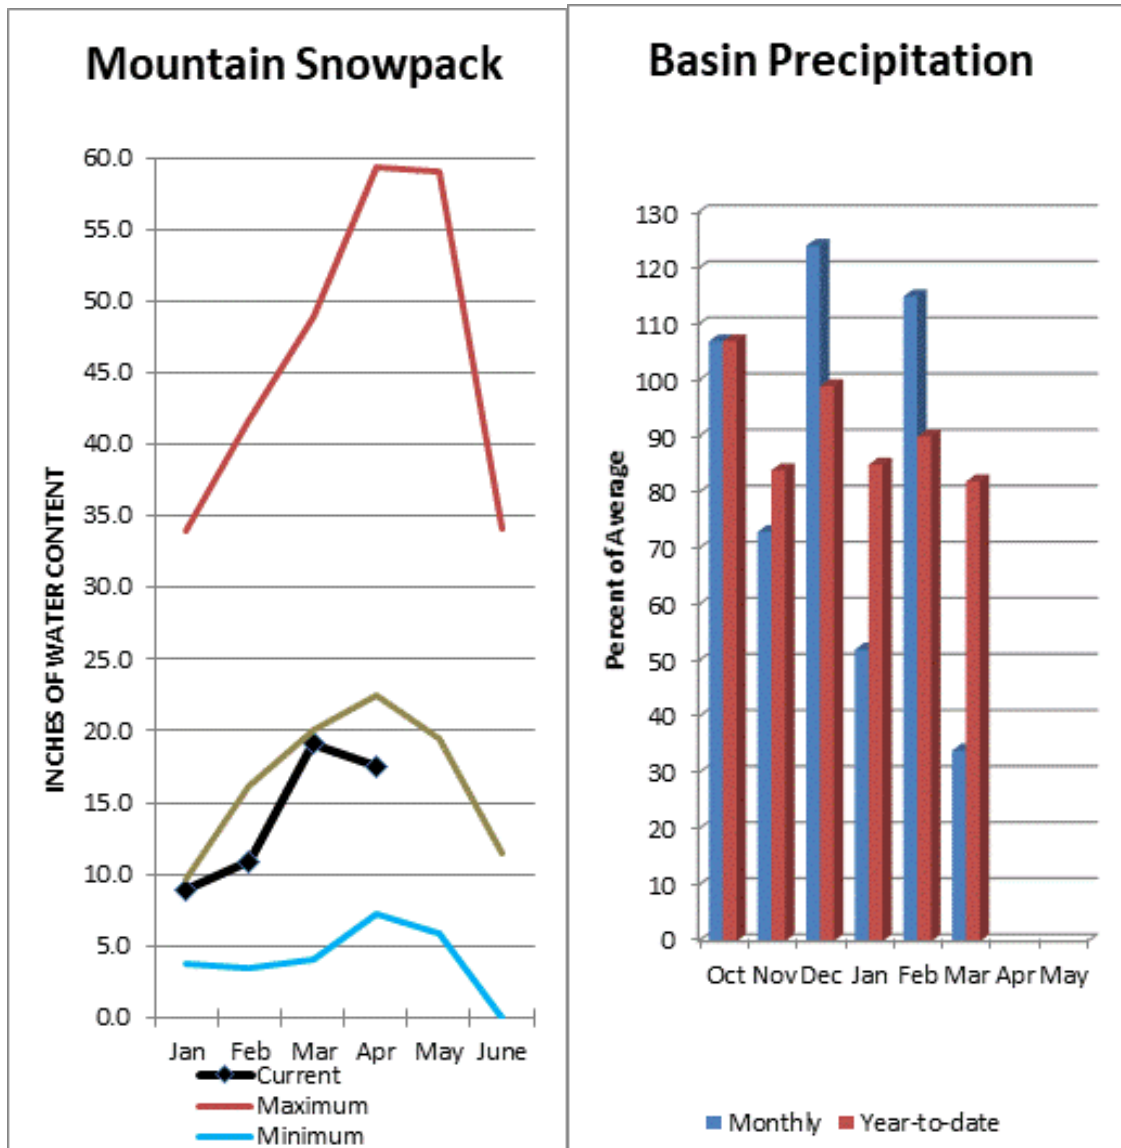 Mountain Snowpack
INCHES OF WATER CONTENT
60.0
55.0
50.0
45.0
40.0
35.0
30.0
25.0
20.0
15.0
10.0
5.0
0.0
Jan Feb Mar Apr May June
Current
Maximum
Minimum
Basin Precipitation
Percent of Average
130
120
110
100
90
80
70
60
50
40
30
20
10
0
Oct Nov Dec Jan Feb Mar Apr May
Monthly Year-to-date